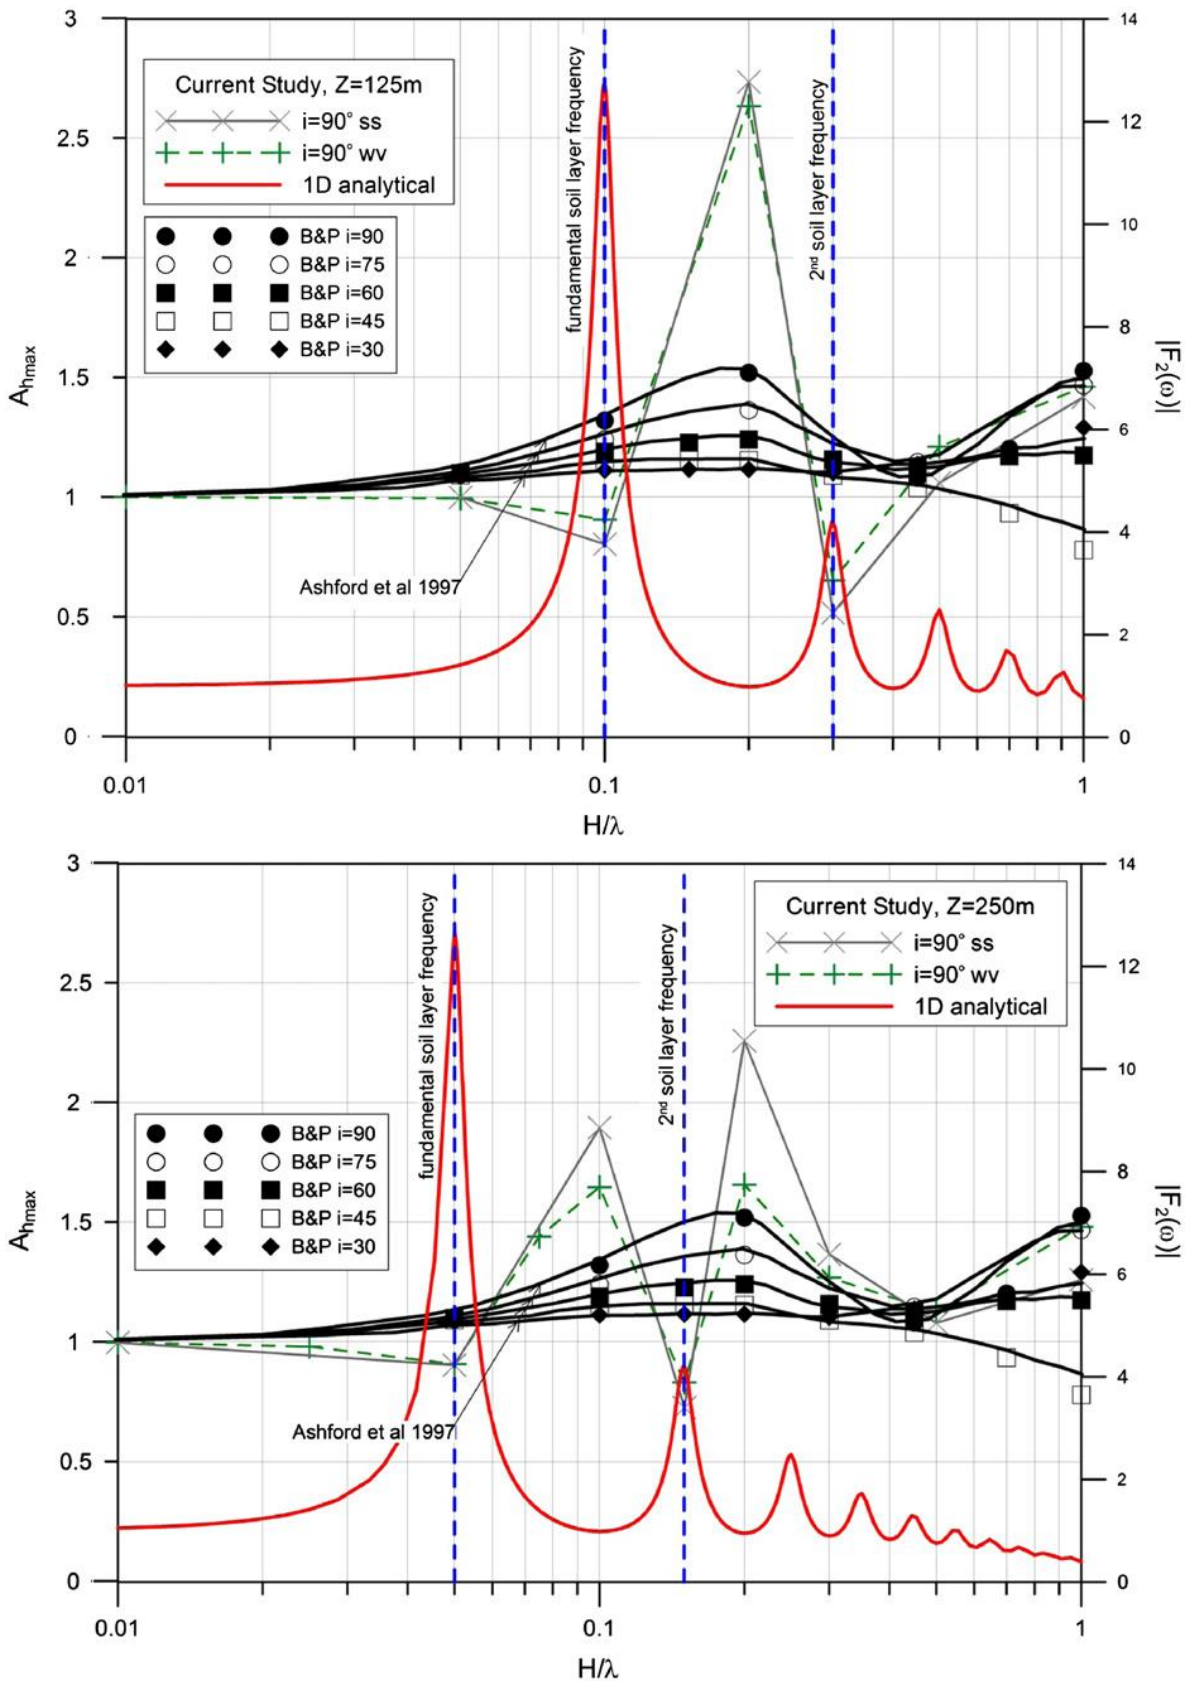 3
2.5
2
1.5
1
0.5
0
A_hmax
14
12
10
8
6
4
2
0
|F₂(ω)|
Current Study, Z=125m
i=90° ss
i=90° wv
1D analytical
B&P i=90
B&P i=75
B&P i=60
B&P i=45
B&P i=30
fundamental soil layer frequency
2nd soil layer frequency
Ashford et al 1997
0.01
0.1
1
H/λ
3
2.5
2
1.5
1
0.5
0
A_hmax
14
12
10
8
6
4
2
0
|F₂(ω)|
Current Study, Z=250m
i=90° ss
i=90° wv
1D analytical
B&P i=90
B&P i=75
B&P i=60
B&P i=45
B&P i=30
fundamental soil layer frequency
2nd soil layer frequency
Ashford et al 1997
0.01
0.1
1
H/λ